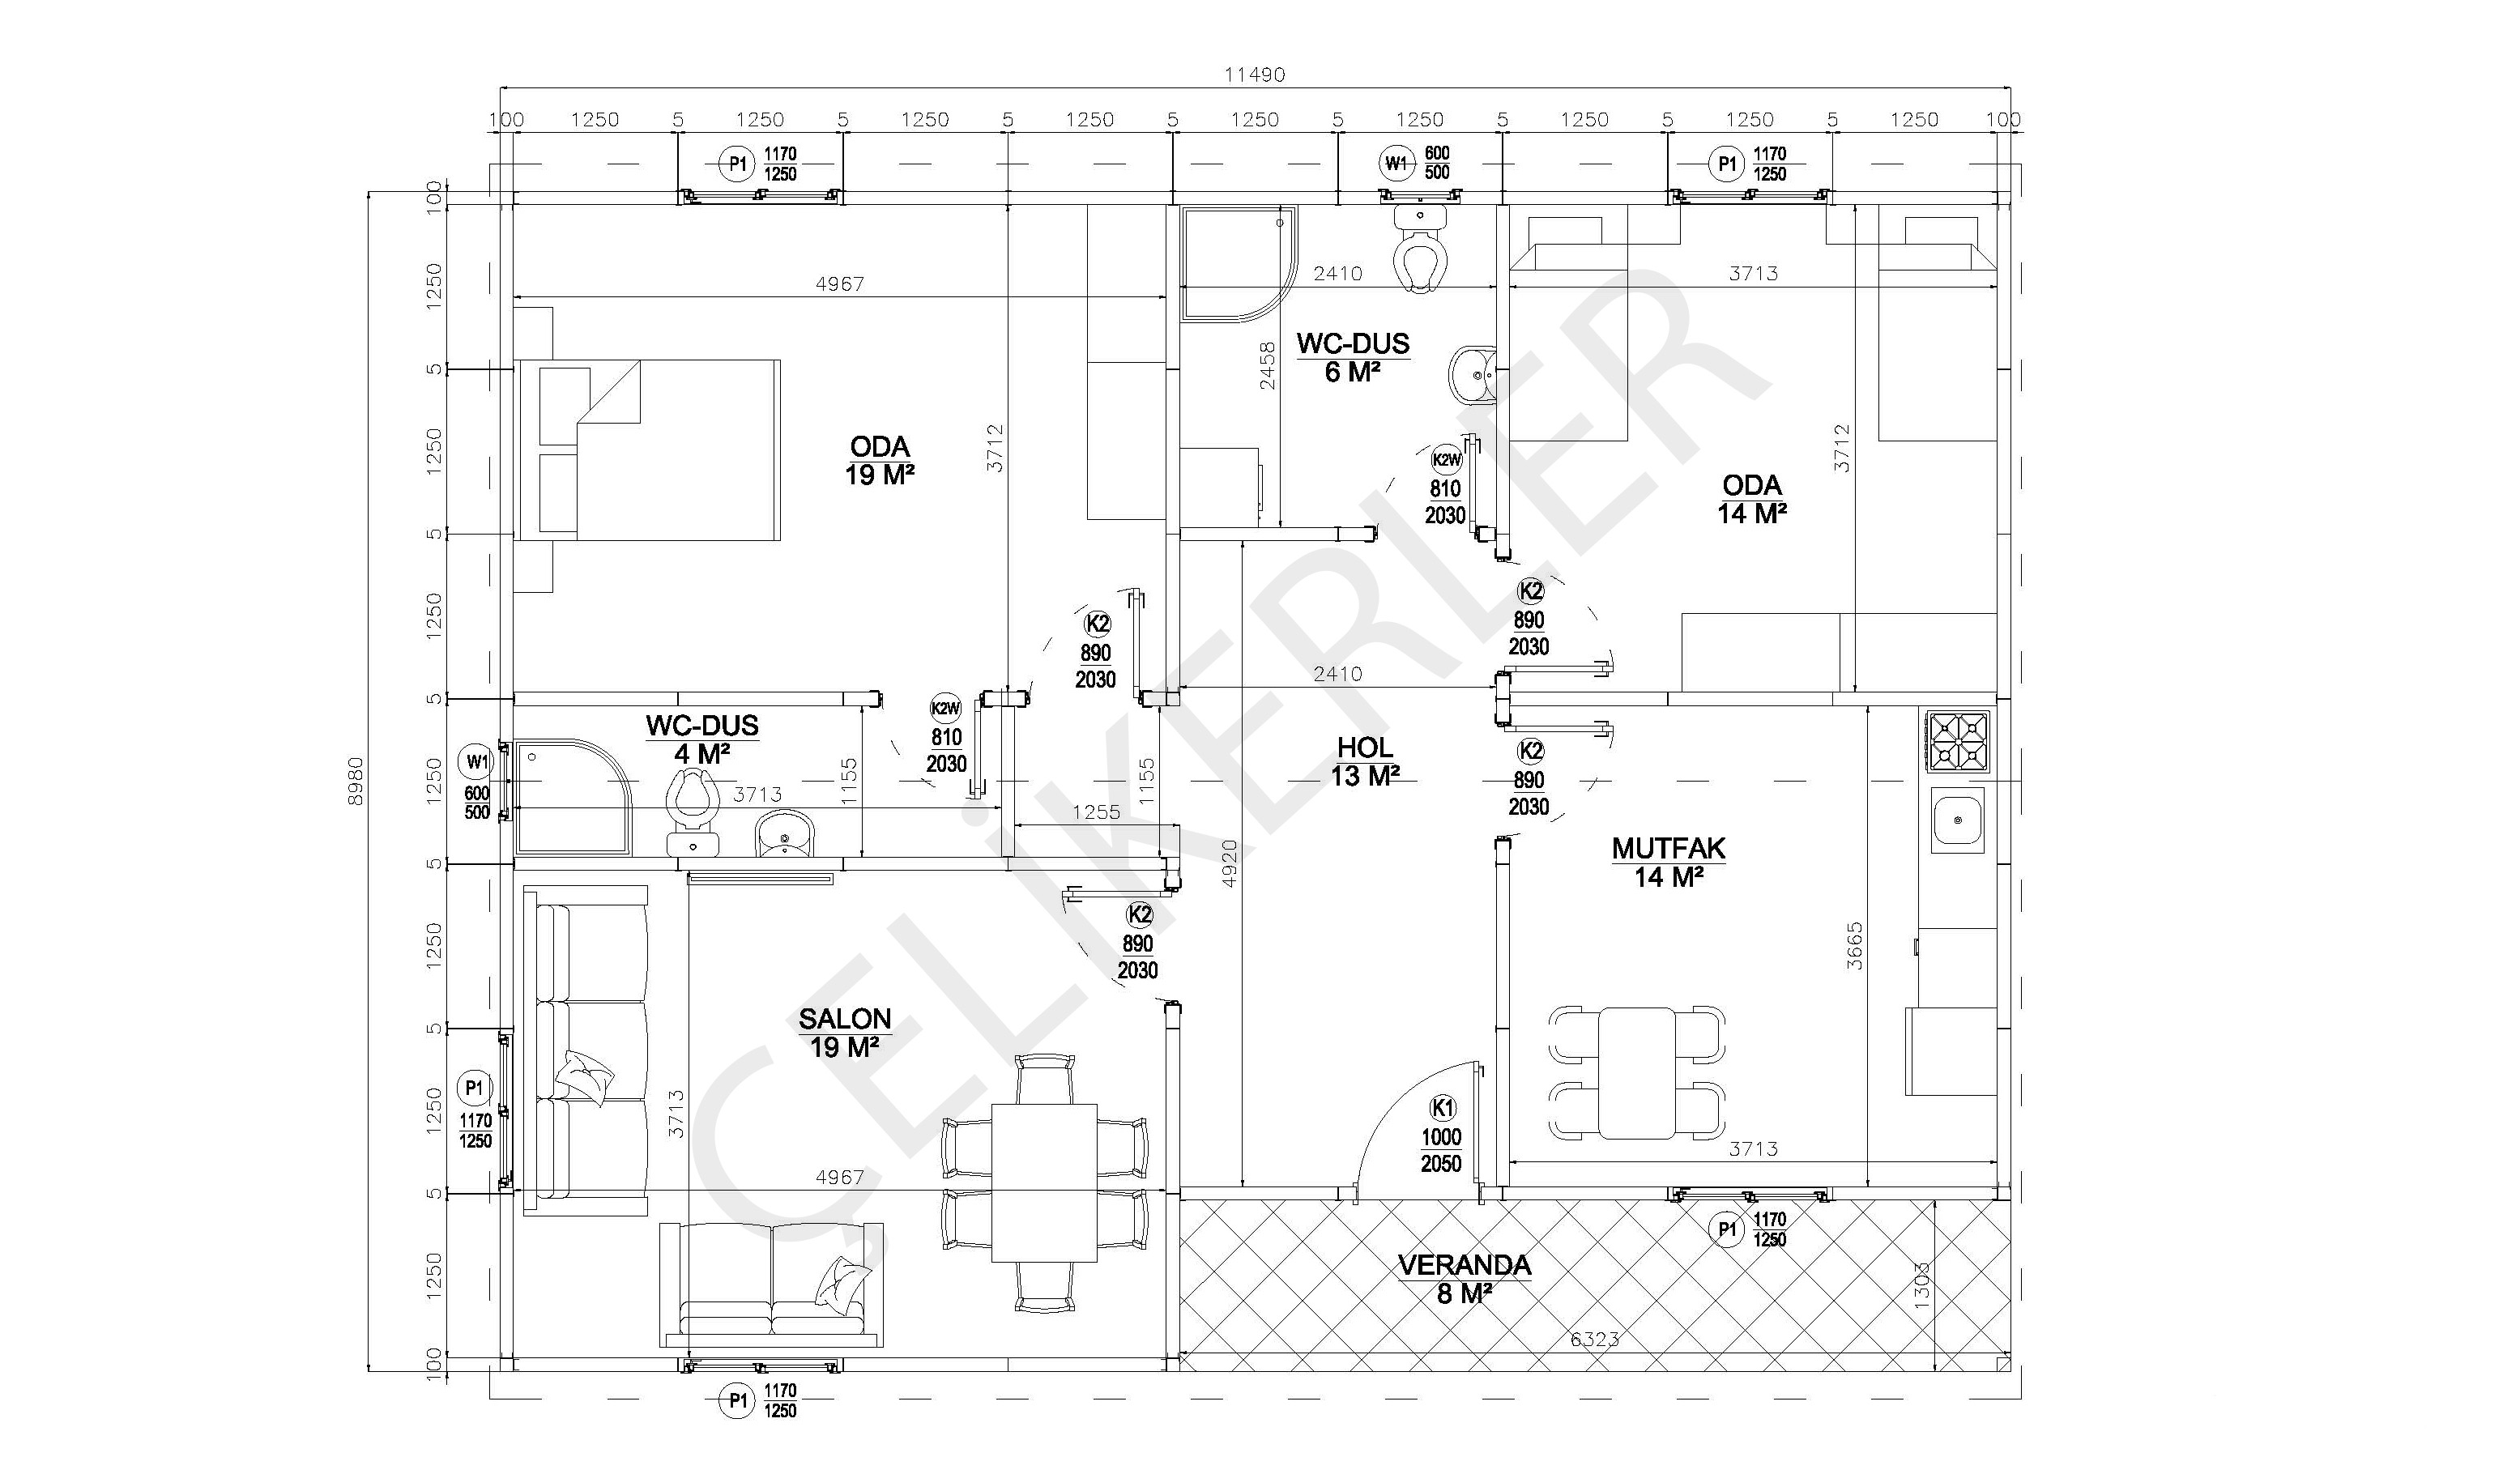 11490
100 1250 5 1250 5 1250 5 1250 5 1250 5 1250 5 1250 5 1250 5 1250 100
P1 1170
1250
W1 600
500
P1 1170
1250
100
1250
5
1250
5
1250
5
1250
5
1250
5
1250
5
1250
100
8980
4967
3712
ODA
19 M²
2410
2458
WC-DUS
6 M²
3713
3712
ODA
14 M²
K2W
810
2030
K2
890
2030
K2
890
2030
2410
K2W
810
2030
WC-DUS
4 M²
3713
1155
1155
1255
W1
600
500
HOL
13 M²
4920
K2
890
2030
MUTFAK
14 M²
3665
3713
K2
890
2030
SALON
19 M²
3713
4967
P1
1170
1250
K1
1000
2050
P1 1170
1250
VERANDA
8 M²
1303
6323
P1 1170
1250
ÇELİKERLER